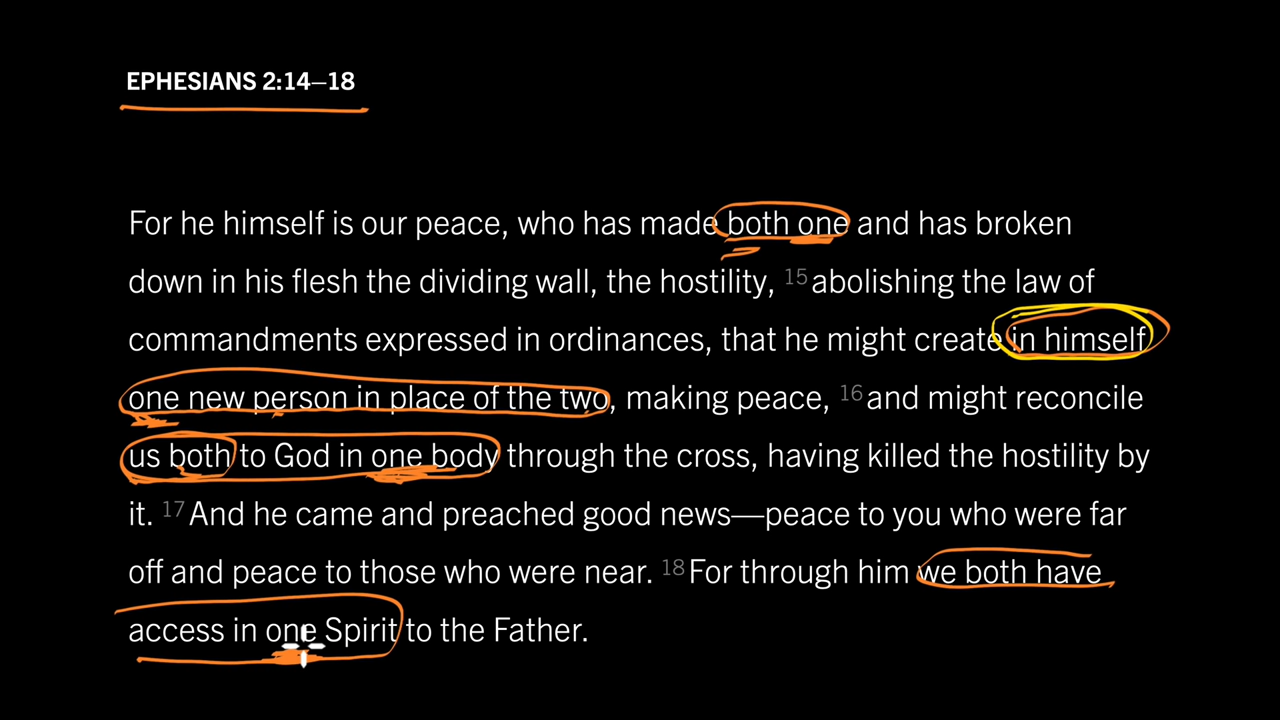 EPHESIANS 2:14–18
For he himself is our peace, who has made both one and has broken
down in his flesh the dividing wall, the hostility, 15 abolishing the law of
commandments expressed in ordinances, that he might create in himself
one new person in place of the two, making peace, 16 and might reconcile
us both to God in one body through the cross, having killed the hostility by
it. 17 And he came and preached good news—peace to you who were far
off and peace to those who were near. 18 For through him we both have
access in one Spirit to the Father.